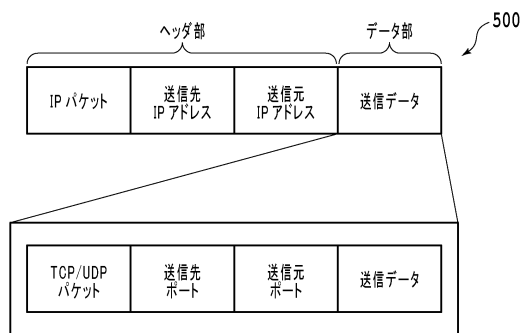 ヘッダ部
データ部
500
IP パケット
送信先
IP アドレス
送信元
IP アドレス
送信データ
TCP/UDP
パケット
送信先
ポート
送信元
ポート
送信データ